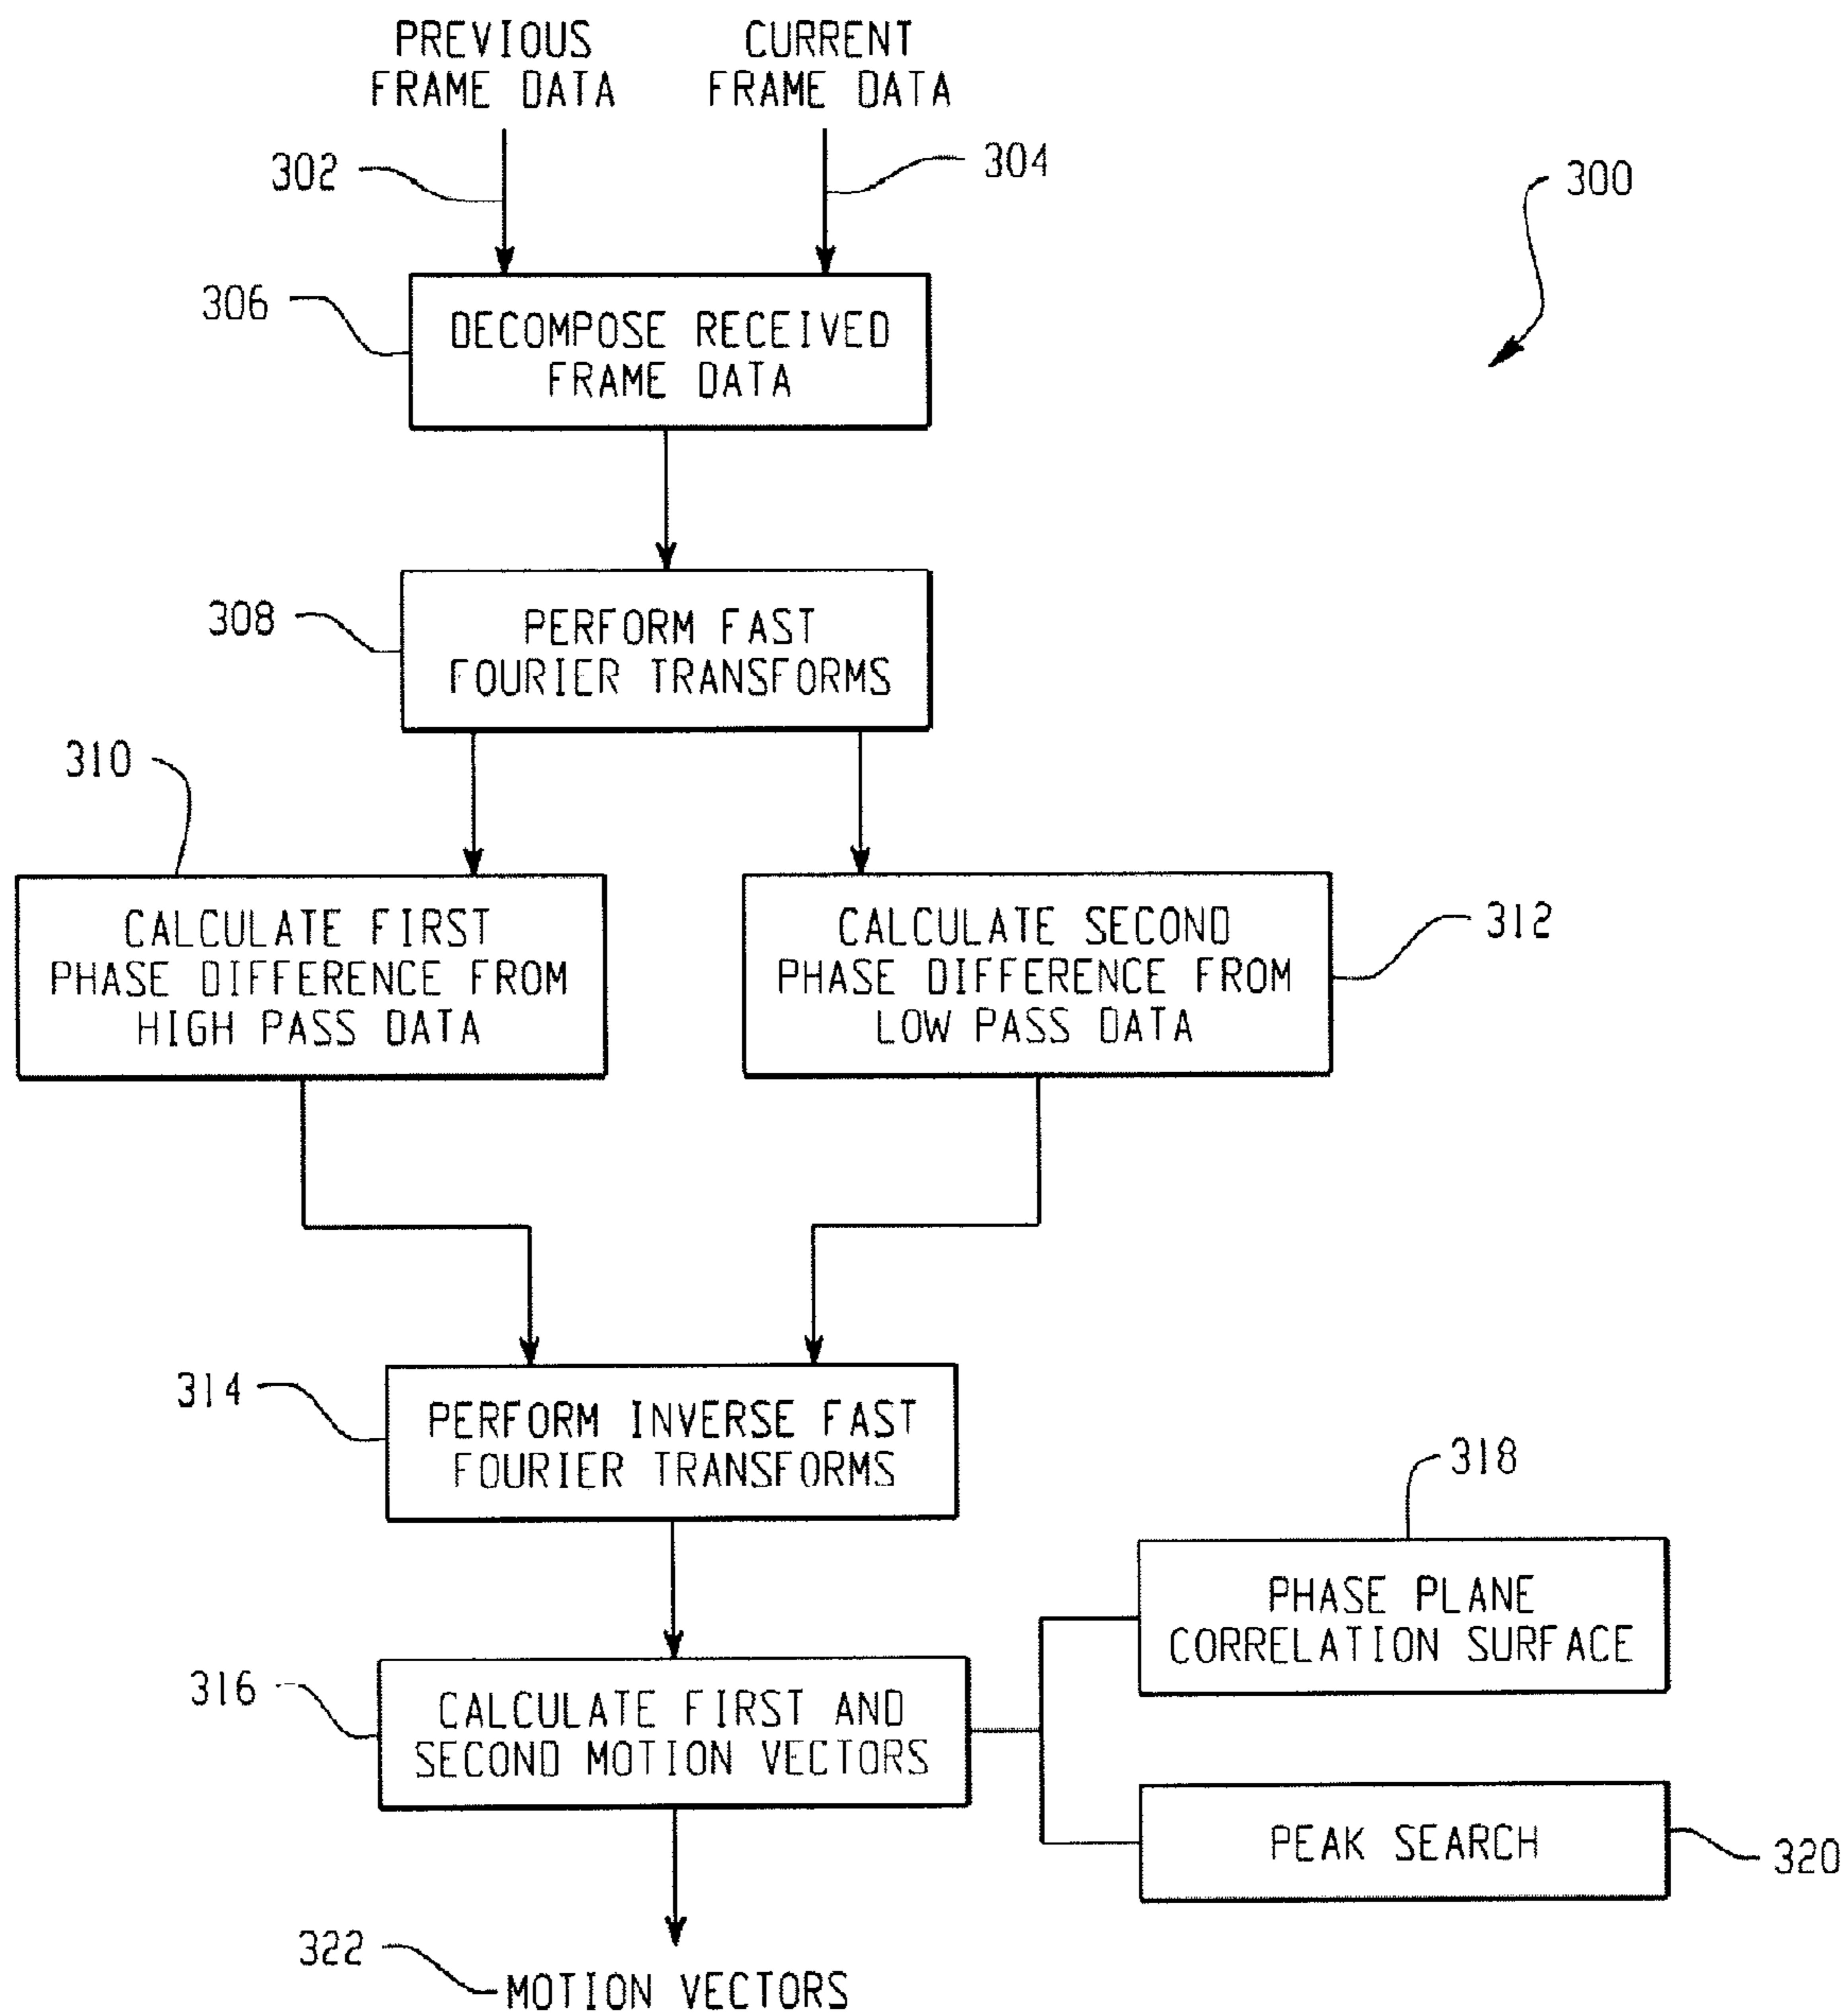 PREVIOUS
FRAME DATA
CURRENT
FRAME DATA
302
304
300
306
DECOMPOSE RECEIVED
FRAME DATA
308
PERFORM FAST
FOURIER TRANSFORMS
310
CALCULATE FIRST
PHASE DIFFERENCE FROM
HIGH PASS DATA
CALCULATE SECOND
PHASE DIFFERENCE FROM
LOW PASS DATA
312
314
PERFORM INVERSE FAST
FOURIER TRANSFORMS
318
PHASE PLANE
CORRELATION SURFACE
316
CALCULATE FIRST AND
SECOND MOTION VECTORS
PEAK SEARCH
320
322
MOTION VECTORS